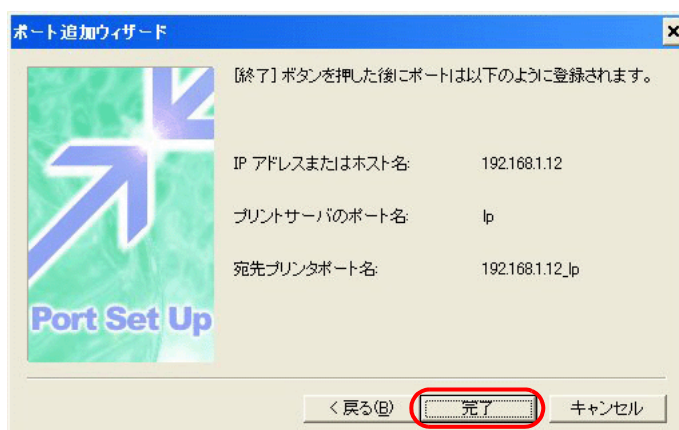 ポート追加ウィザード
[終了] ボタンを押した後にポートは以下のように登録されます。
IP アドレスまたはホスト名: 192.168.1.12
プリントサーバのポート名: lp
宛先プリンタポート名: 192.168.1.12_lp
Port Set Up
< 戻る(B) 完了 キャンセル